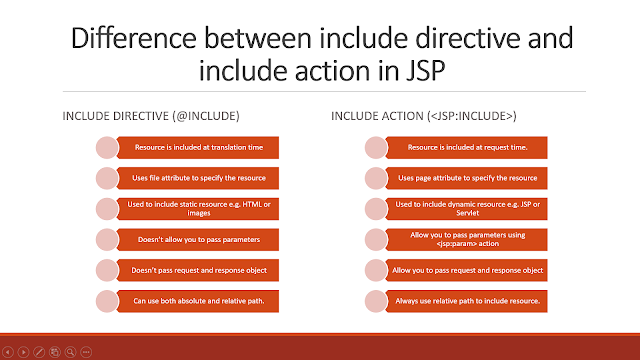 Difference between include directive and
include action in JSP
INCLUDE DIRECTIVE (@INCLUDE)
Resource is included at translation time
Uses file attribute to specify the resource
Used to include static resource e.g. HTML or
images
Doesn't allow you to pass parameters
Doesn't pass request and response object
Can use both absolute and relative path.
INCLUDE ACTION (<JSP:INCLUDE>)
Resource is included at request time.
Uses page attribute to specify the resource
Used to include dynamic resource e.g. JSP or
Servlet
Allow you to pass parameters using
<jsp:param> action
Allow you to pass request and response object
Always use relative path to include resource.